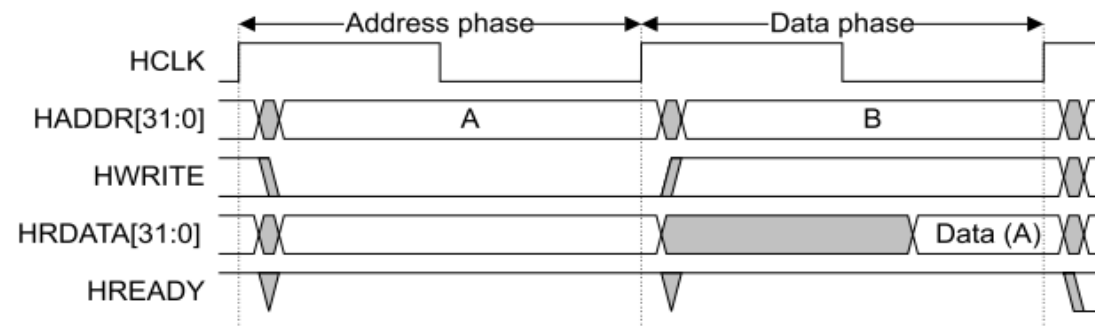 Address phase Data phase
HCLK
HADDR[31:0] A B
HWRITE
HRDATA[31:0] Data (A)
HREADY